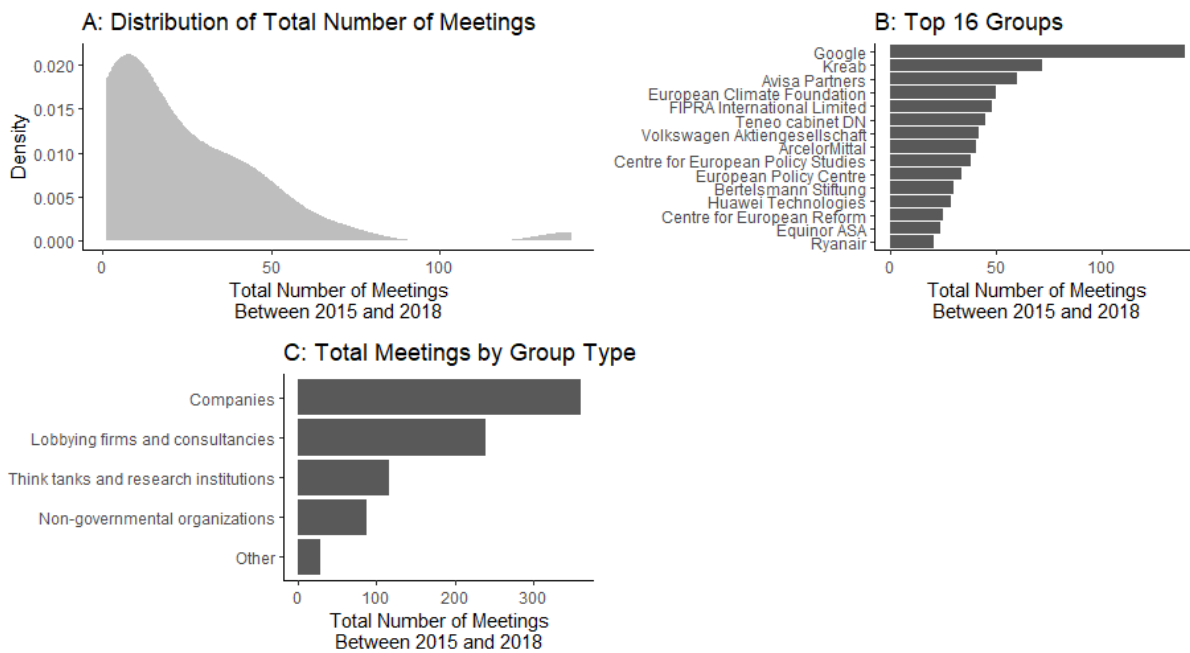 A: Distribution of Total Number of Meetings
Density
0.020
0.015
0.010
0.005
0.000
0
50
100
Total Number of Meetings
Between 2015 and 2018
B: Top 16 Groups
Google
Kreab
Avisa Partners
European Climate Foundation
FIPRA International Limited
Teneo cabinet DN
Volkswagen Aktiengesellschaft
ArcelorMittal
Centre for European Policy Studies
European Policy Centre
Bertelsmann Stiftung
Huawei Technologies
Centre for European Reform
Equinor ASA
Ryanair
0
50
100
Total Number of Meetings
Between 2015 and 2018
C: Total Meetings by Group Type
Companies
Lobbying firms and consultancies
Think tanks and research institutions
Non-governmental organizations
Other
0
100
200
300
Total Number of Meetings
Between 2015 and 2018